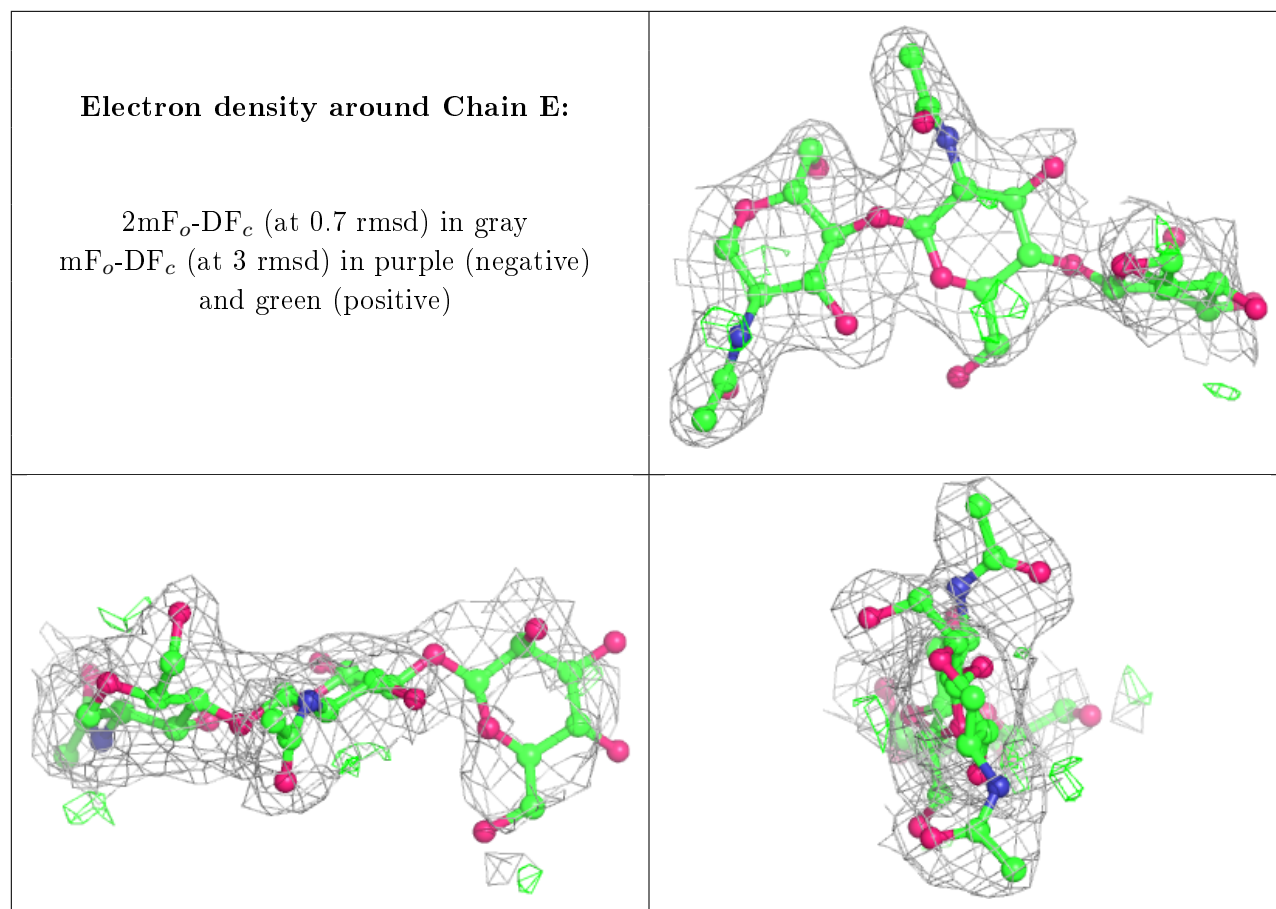 Electron density around Chain E:
2mFₒ-DF𝒸 (at 0.7 rmsd) in gray
mFₒ-DF𝒸 (at 3 rmsd) in purple (negative)
and green (positive)